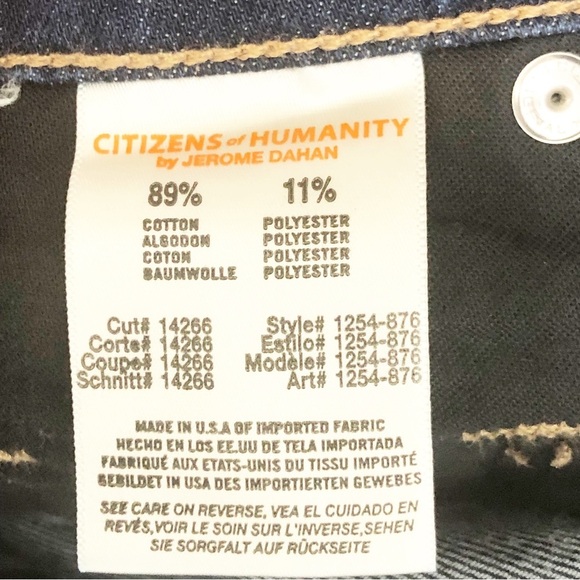 CITIZENS of HUMANITY
by JEROME DAHAN
89% 11%
COTTON POLYESTER
ALGODON POLYESTER
COTON POLYESTER
BAUMWOLLE POLYESTER
Cut# 14266 Style# 1254-876
Corte# 14266 Estilo# 1254-876
Coupe# 14266 Modèle# 1254-876
Schnitt# 14266 Art# 1254-876
MADE IN U.S.A OF IMPORTED FABRIC
HECHO EN LOS EE.UU DE TELA IMPORTADA
FABRIQUÉ AUX ETATS-UNIS DU TISSU IMPORTÉ
GEBILDET IN USA DES IMPORTIERTEN GEWEBES
SEE CARE ON REVERSE, VEA EL CUIDADO EN
REVÉS,VOIR LE SOIN SUR L'INVERSE,SEHEN
SIE SORGFALT AUF RÜCKSEITE